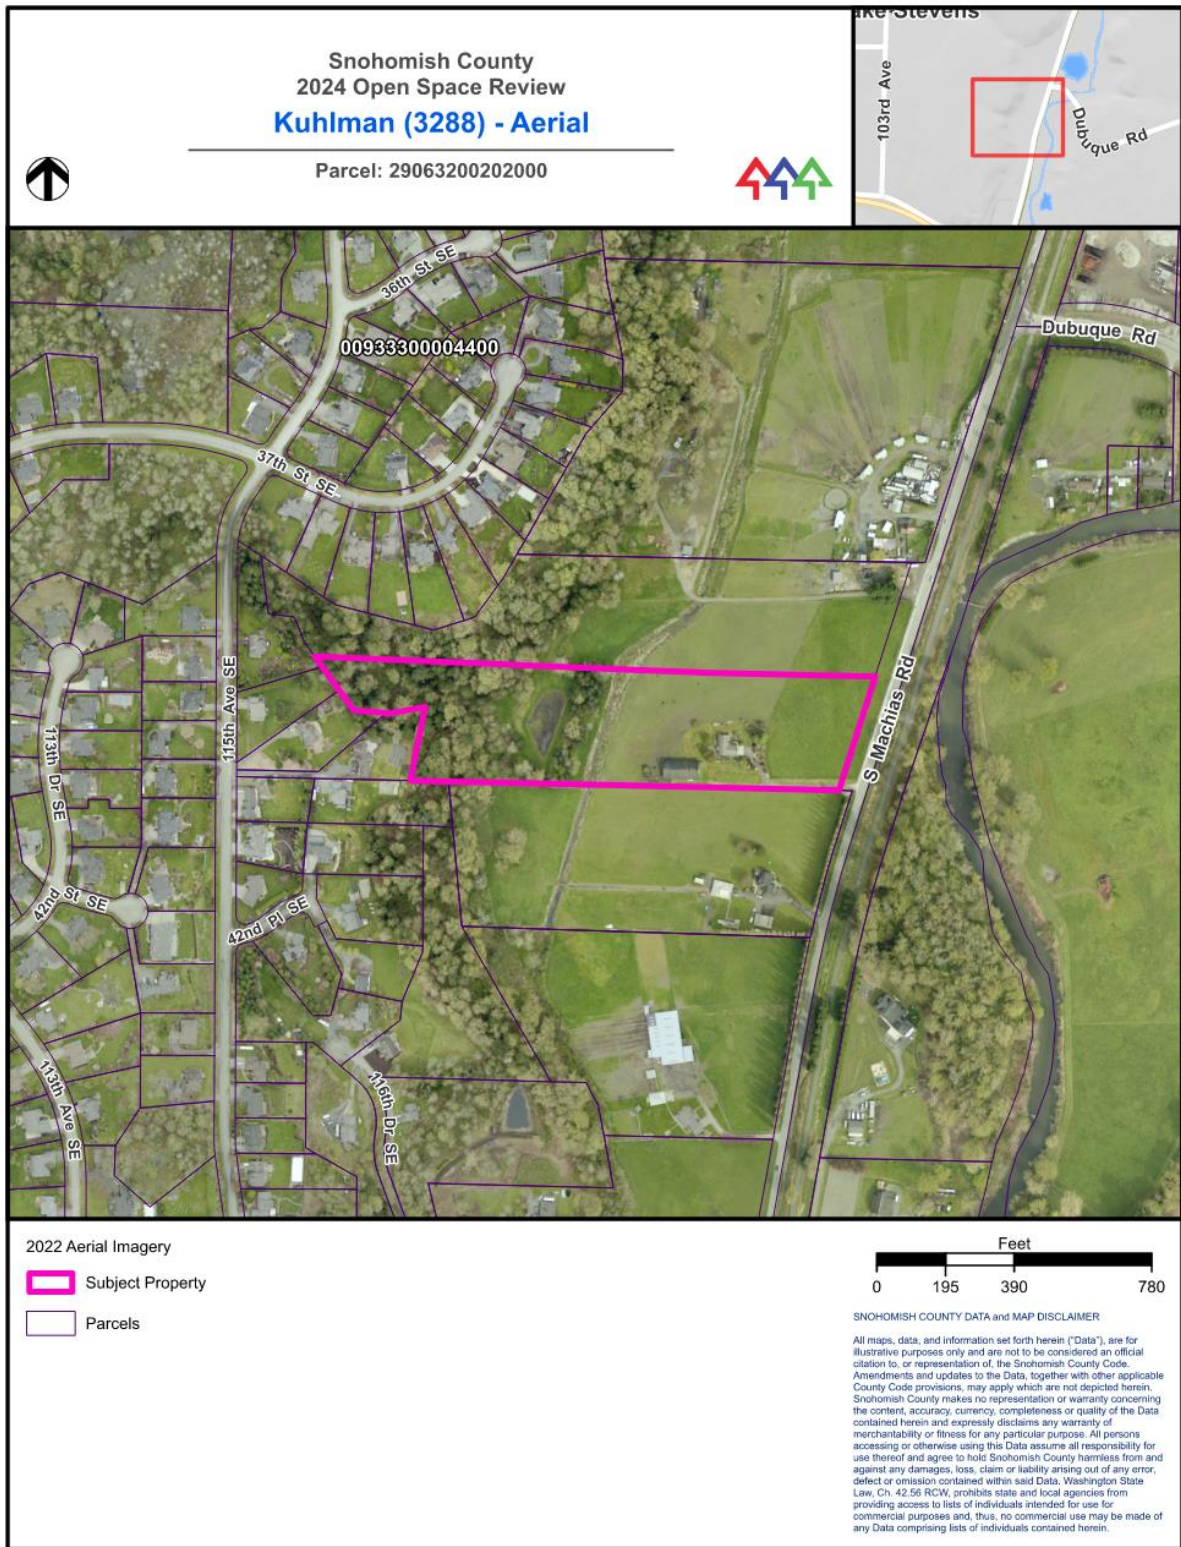 Snohomish County
2024 Open Space Review
Kuhlman (3288) - Aerial
Parcel: 29063200202000
103rd Ave
Dubuque Rd
36th St SE
00933300004400
Dubuque Rd
37th St SE
115th Ave SE
S Machias Rd
113th Dr SE
42nd St SE
42nd Pl SE
113th Ave SE
116th Dr SE
2022 Aerial Imagery
Subject Property
Parcels
Feet
0 195 390 780
SNOHOMISH COUNTY DATA and MAP DISCLAIMER
All maps, data, and information set forth herein ("Data"), are for
illustrative purposes only and are not to be considered an official
citation to, or representation of, the Snohomish County Code.
Amendments and updates to the Data, together with other applicable
County Code provisions, may apply which are not depicted herein.
Snohomish County makes no representation or warranty concerning
the content, accuracy, currency, completeness or quality of the Data
contained herein and expressly disclaims any warranty of
merchantability or fitness for any particular purpose. All persons
accessing or otherwise using this Data assume all responsibility for
use thereof and agree to hold Snohomish County harmless from and
against any damages, loss, claim or liability arising out of any error,
defect or omission contained within said Data. Washington State
Law, Ch. 42.56 RCW, prohibits state and local agencies from
providing access to lists of individuals intended for use for
commercial purposes and, thus, no commercial use may be made of
any Data comprising lists of individuals contained herein.